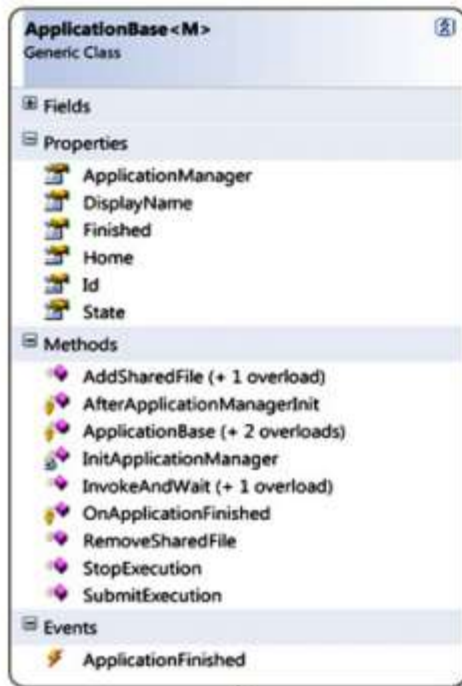 ApplicationBase<M>
Generic Class
Fields
Properties
ApplicationManager
DisplayName
Finished
Home
Id
State
Methods
AddSharedFile (+ 1 overload)
AfterApplicationManagerInit
ApplicationBase (+ 2 overloads)
InitApplicationManager
InvokeAndWait (+ 1 overload)
OnApplicationFinished
RemoveSharedFile
StopExecution
SubmitExecution
Events
ApplicationFinished